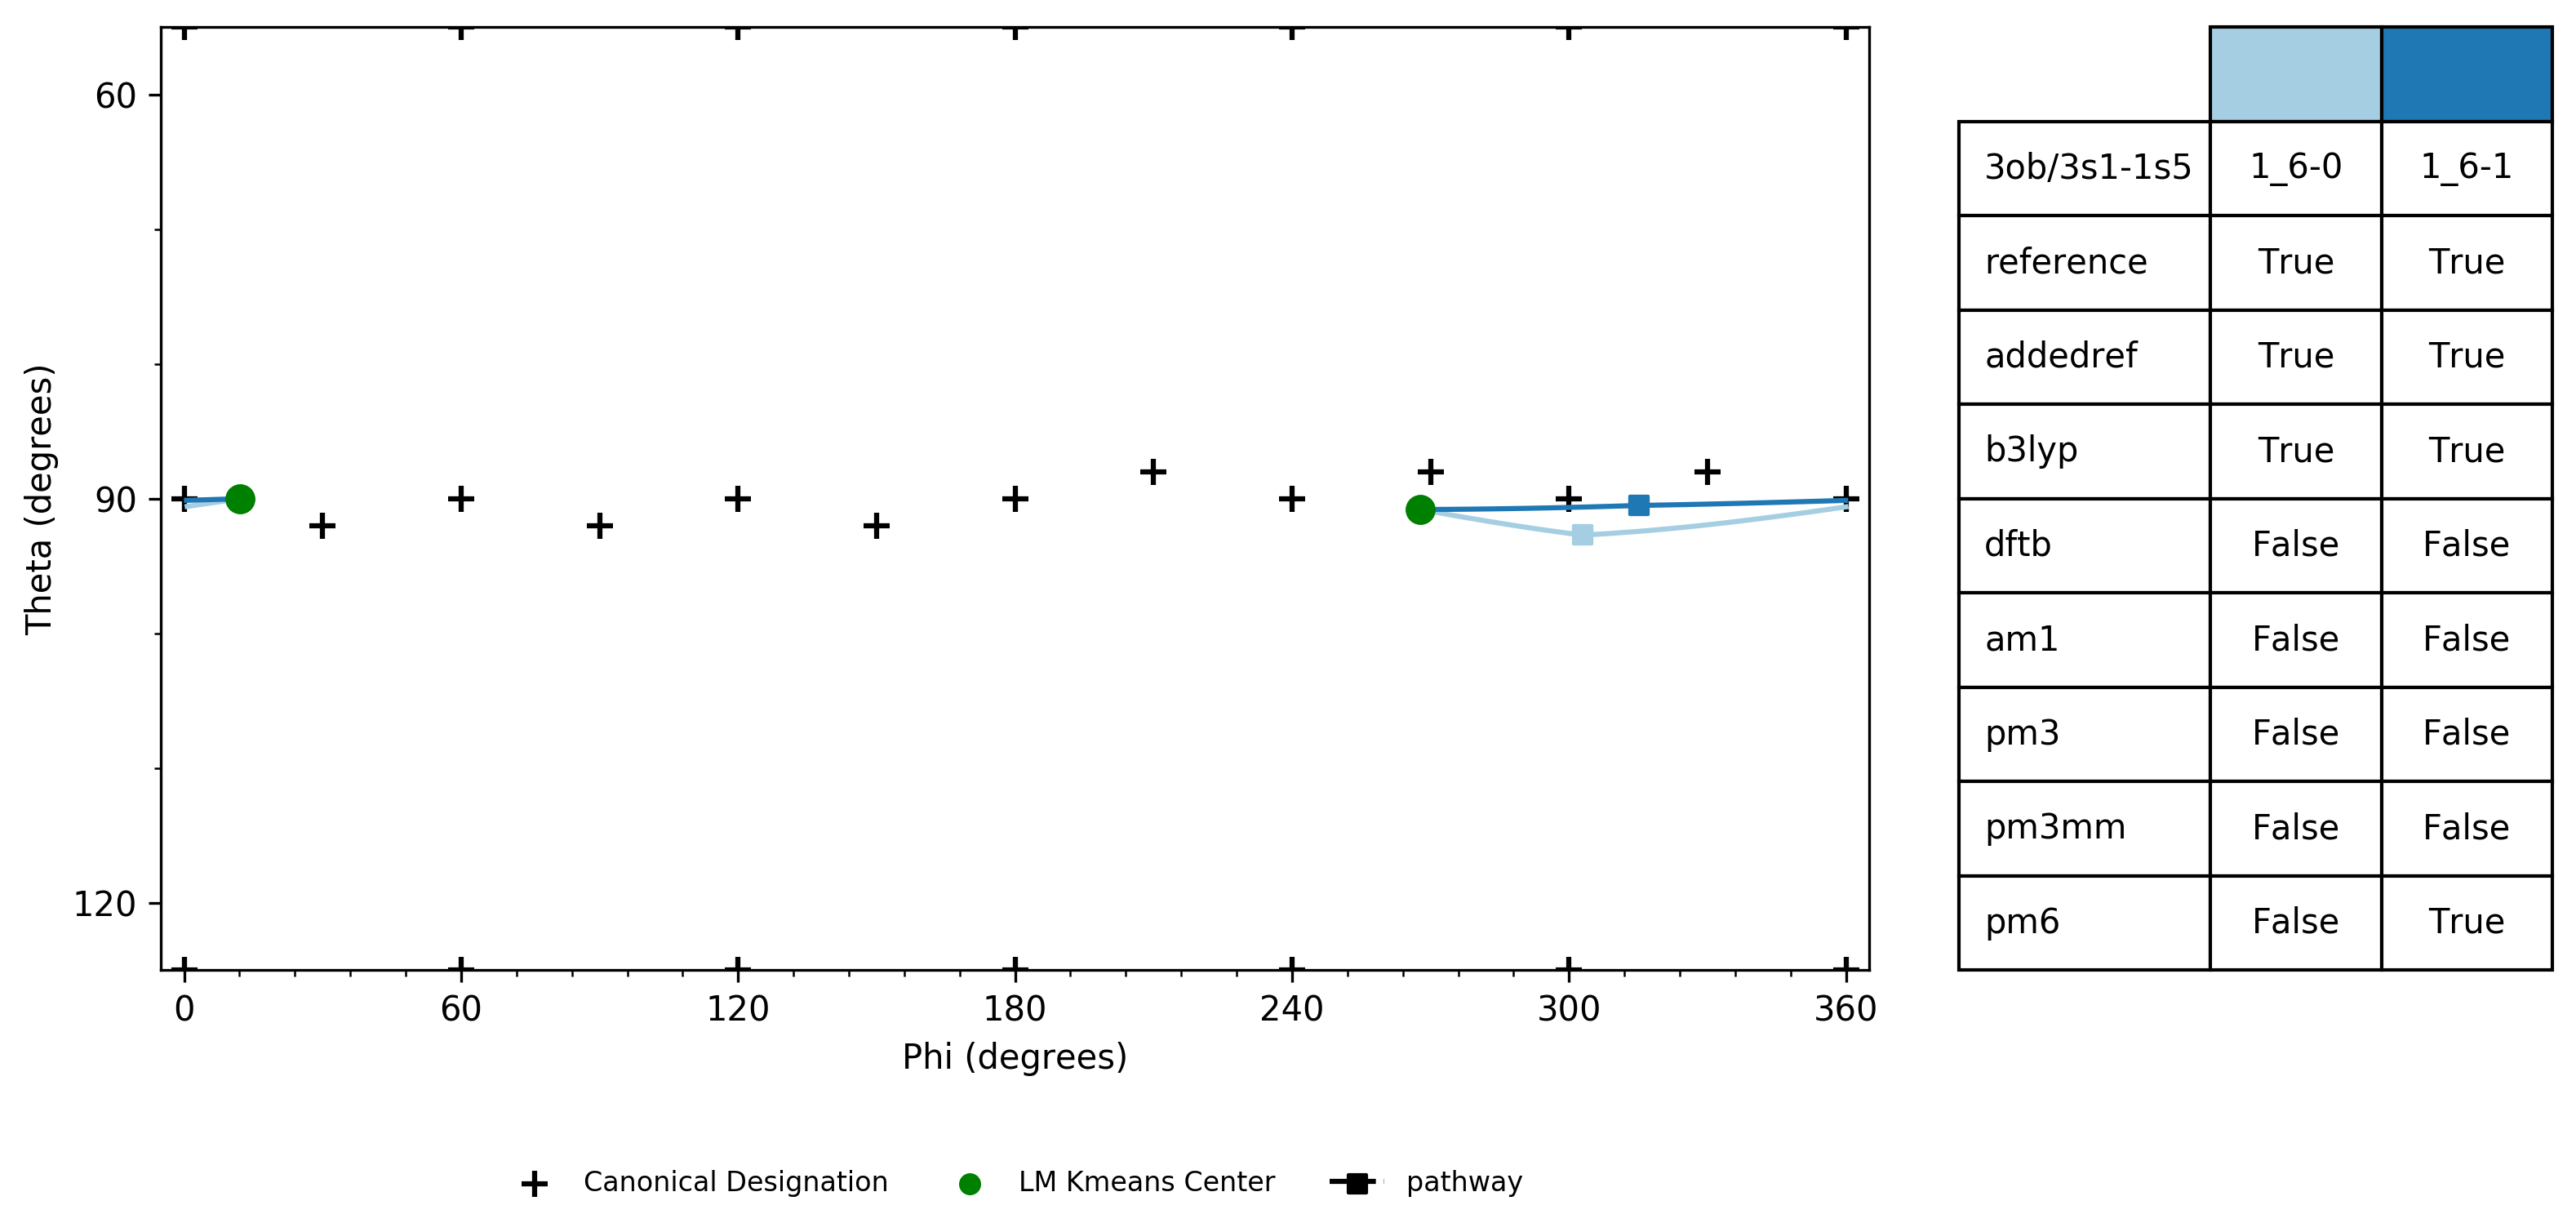 60
90
120
Theta (degrees)
0 60 120 180 240 300 360
Phi (degrees)
Canonical Designation LM Kmeans Center pathway
3ob/3s1-1s5 1_6-0 1_6-1
reference True True
addedref True True
b3lyp True True
dftb False False
am1 False False
pm3 False False
pm3mm False False
pm6 False True